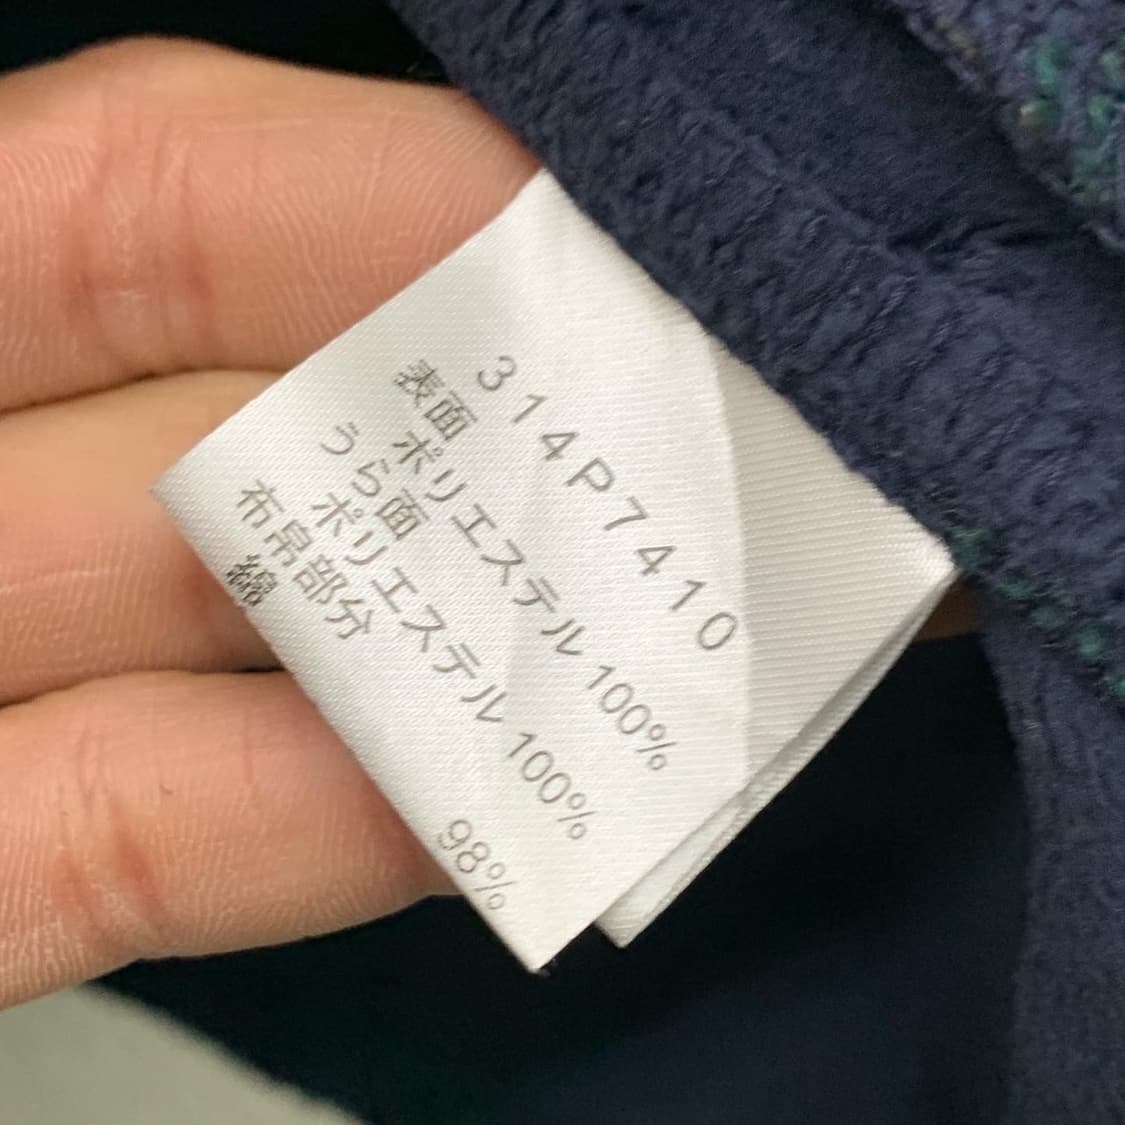 314P7410
表面
ポリエステル 100%
うら面
ポリエステル 100%
布帛部分
綿 98%